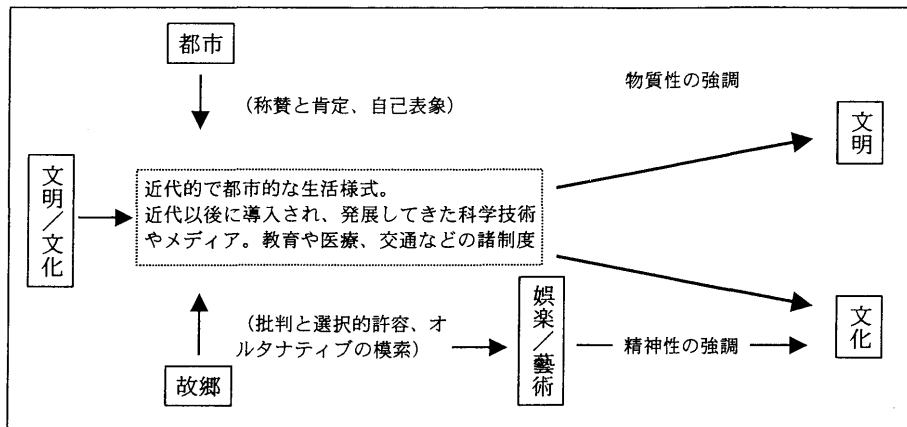 都市
（称賛と肯定、自己表象）
物質性の強調
文明
文明／文化
近代的で都市的な生活様式。
近代以後に導入され、発展してきた科学技術
やメディア。教育や医療、交通などの諸制度
（批判と選択的許容、オ
ルタナティブの模索）
娯楽／藝術
精神性の強調
文化
故郷